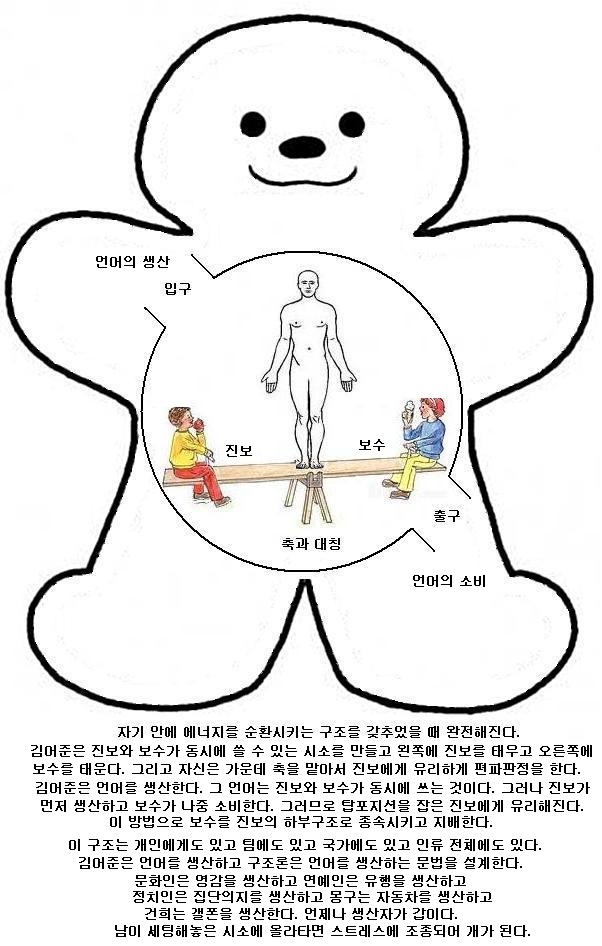 언어의 생산
입구
진보
보수
출구
축과 대칭
언어의 소비
자기 안에 에너지를 순환시키는 구조를 갖추었을 때 완전해진다.
김어준은 진보와 보수가 동시에 쓸 수 있는 시소를 만들고 왼쪽에 진보를 태우고 오른쪽에
보수를 태운다. 그리고 자신은 가운데 축을 맡아서 진보에게 유리하게 편파판정을 한다.
김어준은 언어를 생산한다. 그 언어는 진보와 보수가 동시에 쓰는 것이다. 그러나 진보가
먼저 생산하고 보수가 나중 소비한다. 그러므로 탑포지션을 잡은 진보에게 유리해진다.
이 방법으로 보수를 진보의 하부구조로 종속시키고 지배한다.
이 구조는 개인에게도 있고 팀에도 있고 국가에도 있고 인류 전체에도 있다.
김어준은 언어를 생산하고 구조론은 언어를 생산하는 문법을 설계한다.
문화인은 영감을 생산하고 연예인은 유행을 생산하고
정치인은 집단의지를 생산하고 몽구는 자동차를 생산하고
건희는 갤폰을 생산한다. 언제나 생산자가 갑이다.
남이 세팅해놓은 시소에 올라타면 스트레스에 조종되어 개가 된다.